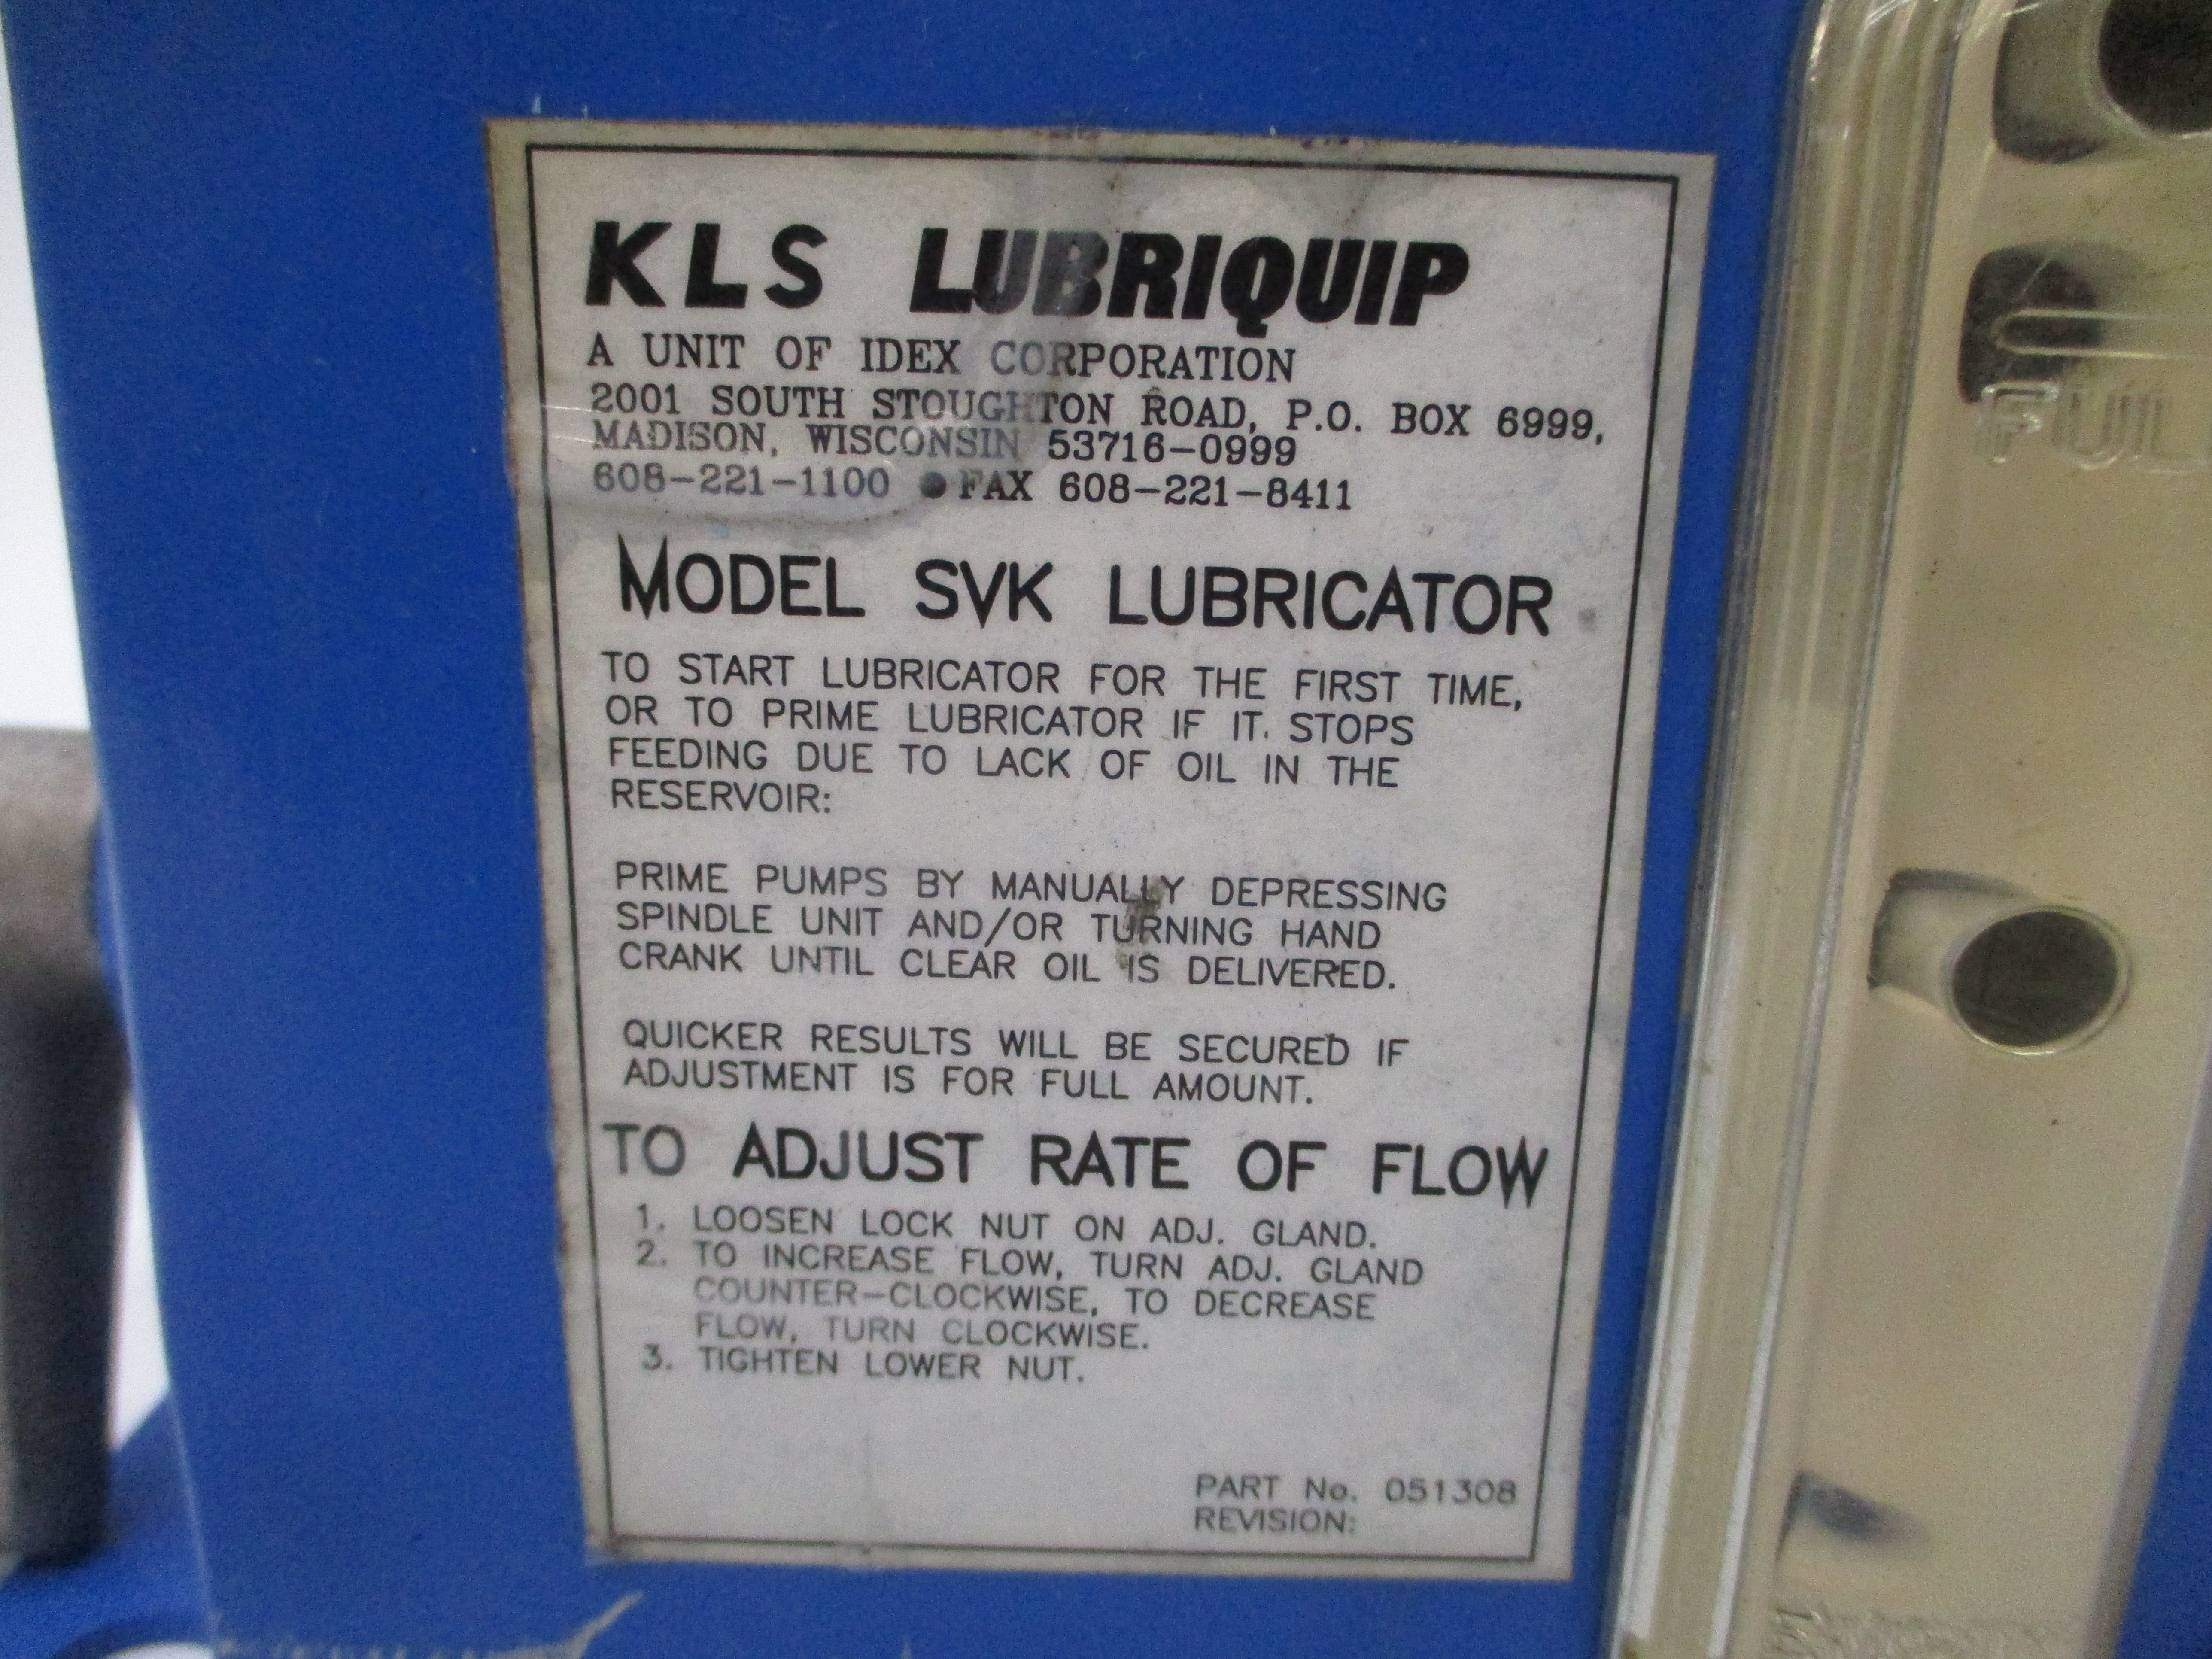 KLS LUBRIQUIP
A UNIT OF IDEX CORPORATION
2001 SOUTH STOUGHTON ROAD, P.O. BOX 6999,
MADISON, WISCONSIN 53716-0999
608-221-1100 ● FAX 608-221-8411
MODEL SVK LUBRICATOR
TO START LUBRICATOR FOR THE FIRST TIME,
OR TO PRIME LUBRICATOR IF IT STOPS
FEEDING DUE TO LACK OF OIL IN THE
RESERVOIR:
PRIME PUMPS BY MANUALLY DEPRESSING
SPINDLE UNIT AND/OR TURNING HAND
CRANK UNTIL CLEAR OIL IS DELIVERED.
QUICKER RESULTS WILL BE SECURED IF
ADJUSTMENT IS FOR FULL AMOUNT.
TO ADJUST RATE OF FLOW
1. LOOSEN LOCK NUT ON ADJ. GLAND.
2. TO INCREASE FLOW, TURN ADJ. GLAND
COUNTER-CLOCKWISE, TO DECREASE
FLOW, TURN CLOCKWISE.
3. TIGHTEN LOWER NUT.
PART No. 051308
REVISION:
FULL